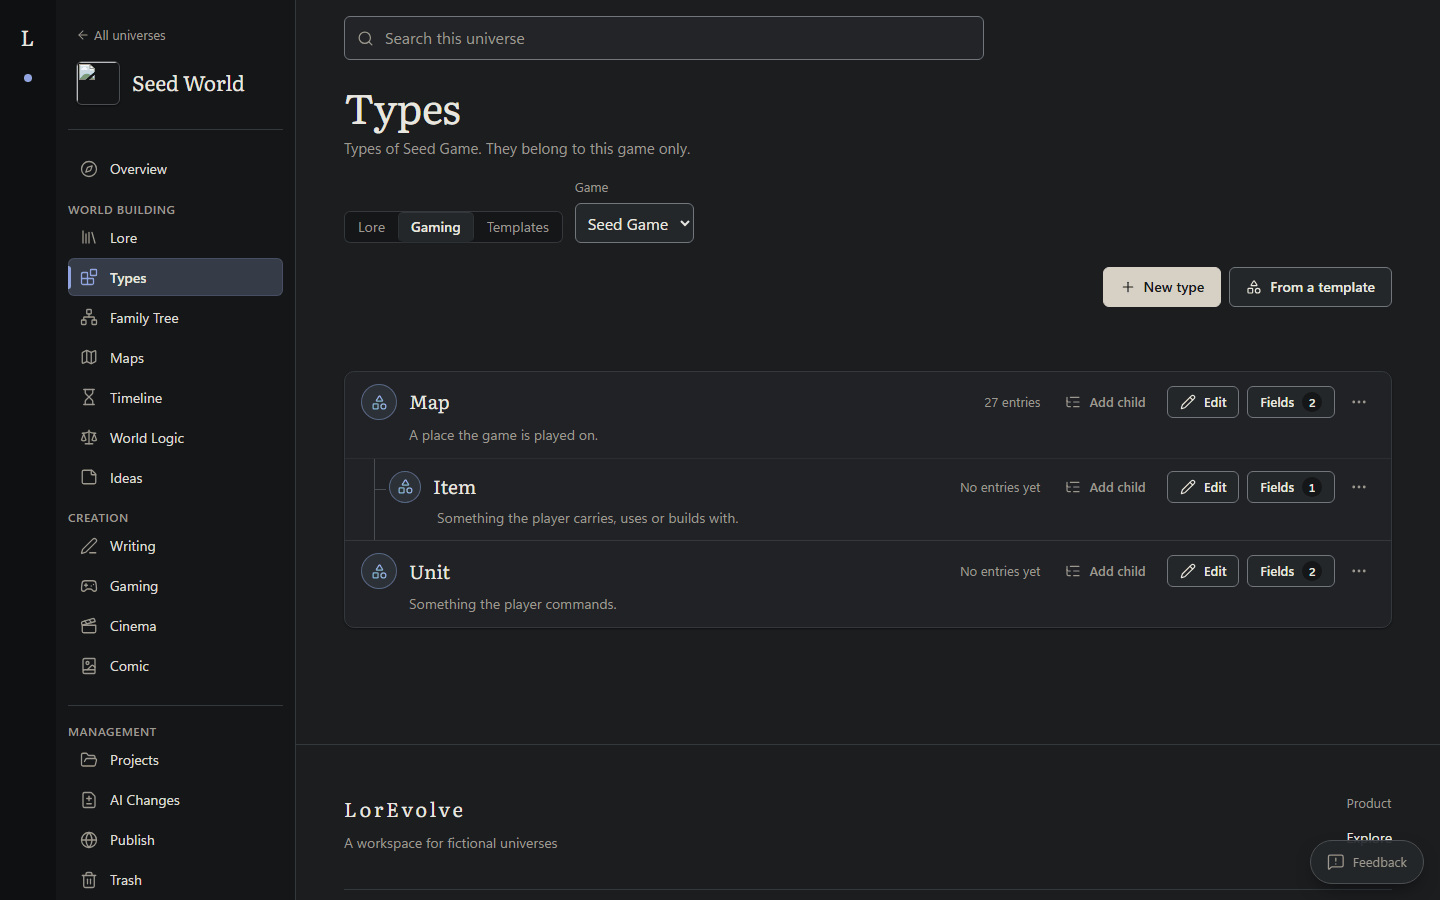 L
All universes
Seed World
Overview
WORLD BUILDING
Lore
Types
Family Tree
Maps
Timeline
World Logic
Ideas
CREATION
Writing
Gaming
Cinema
Comic
MANAGEMENT
Projects
AI Changes
Publish
Trash
Search this universe
Types
Types of Seed Game. They belong to this game only.
Game
Lore Gaming Templates Seed Game
New type From a template
Map 27 entries Add child Edit Fields 2
A place the game is played on.
Item No entries yet Add child Edit Fields 1
Something the player carries, uses or builds with.
Unit No entries yet Add child Edit Fields 2
Something the player commands.
LorEvolve
A workspace for fictional universes
Product
Explore
Feedback